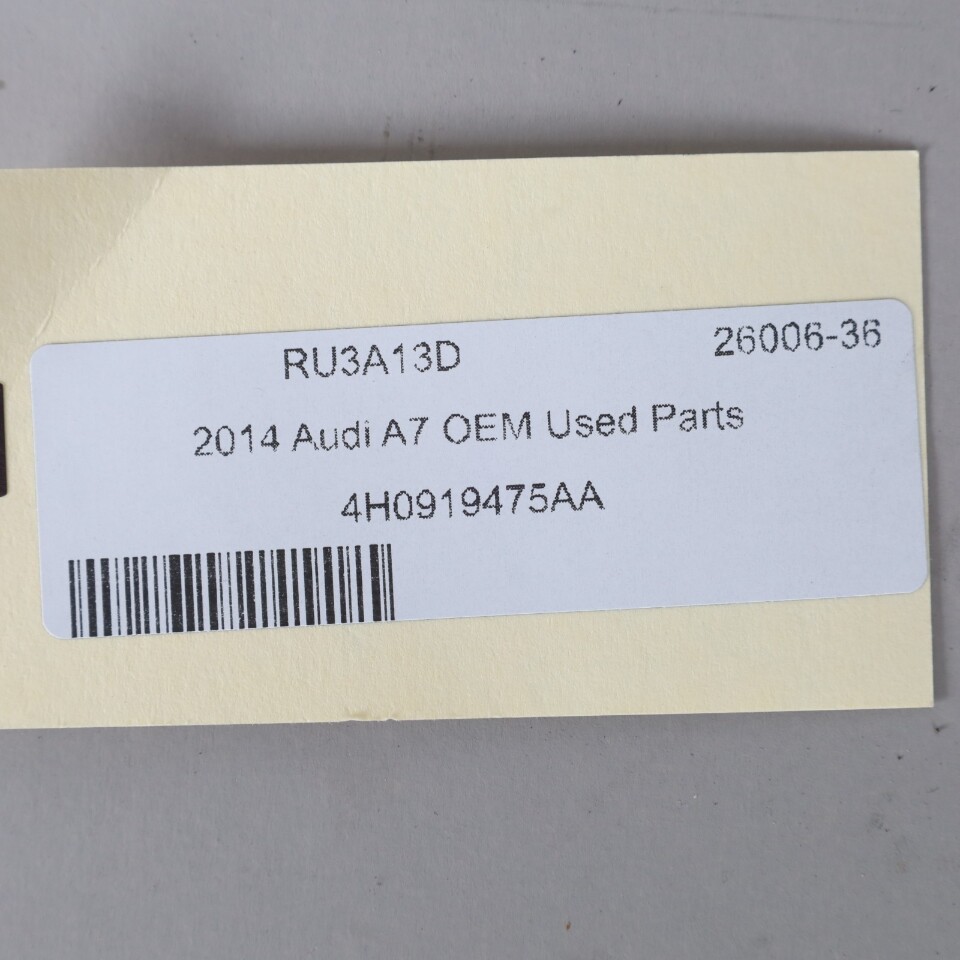 RU3A13D 26006-36
2014 Audi A7 OEM Used Parts
4H0919475AA